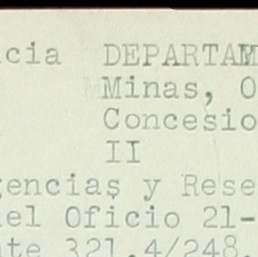 cia DEPARTAM
Minas, O
Concesio
II
gencias y Rese
el Oficio 21-
te 321.4/248.